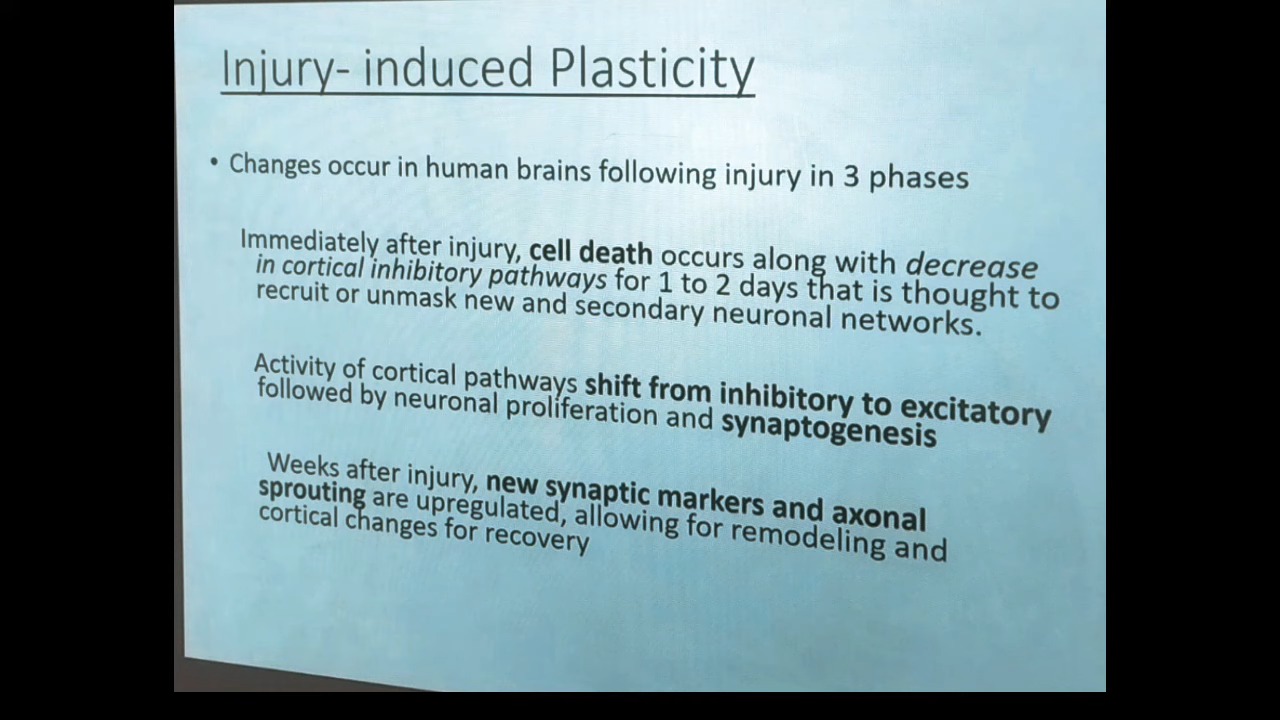 Injury- induced Plasticity
• Changes occur in human brains following injury in 3 phases
Immediately after injury, cell death occurs along with decrease
in cortical inhibitory pathways for 1 to 2 days that is thought to
recruit or unmask new and secondary neuronal networks.
Activity of cortical pathways shift from inhibitory to excitatory
followed by neuronal proliferation and synaptogenesis
Weeks after injury, new synaptic markers and axonal
sprouting are upregulated, allowing for remodeling and
cortical changes for recovery